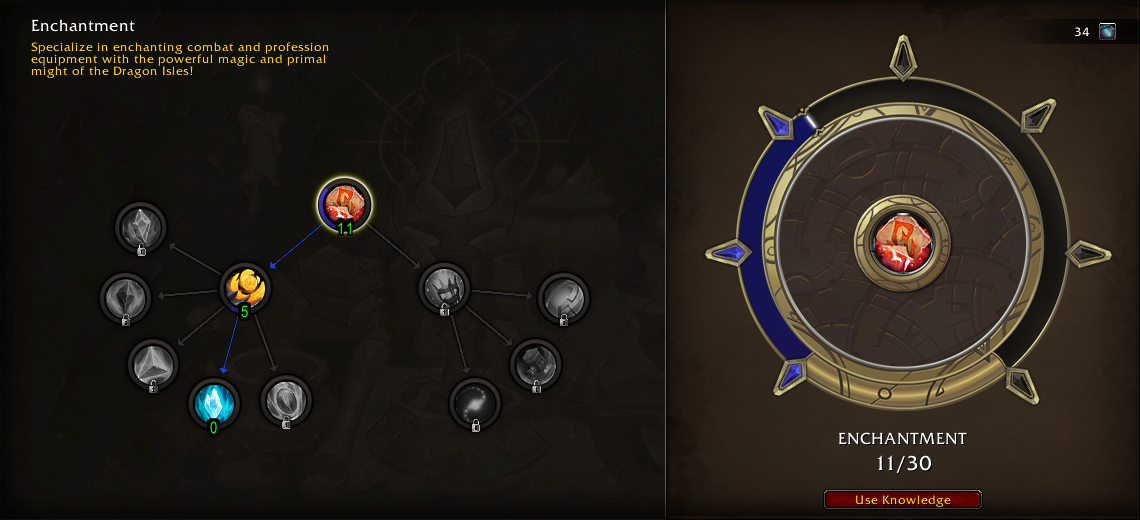 Enchantment
Specialize in enchanting combat and profession
equipment with the powerful magic and primal
might of the Dragon Isles!
34
11
5
0
ENCHANTMENT
11/30
Use Knowledge